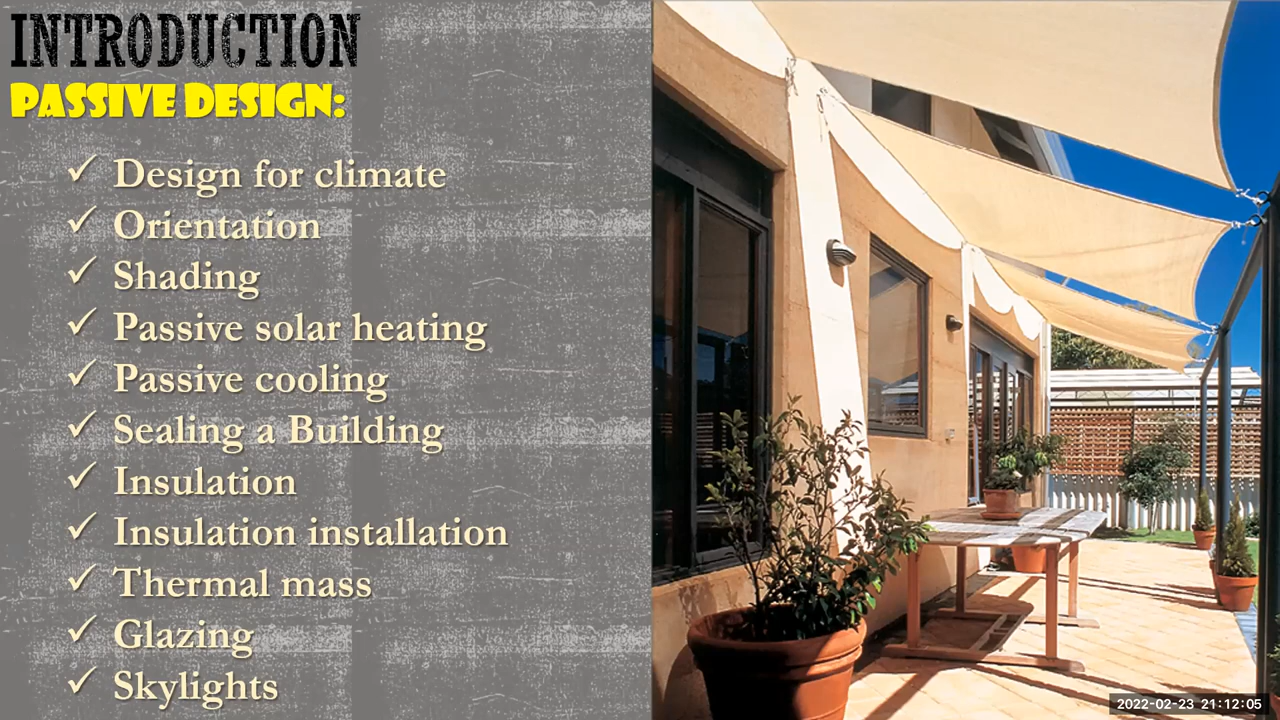 INTRODUCTION
PASSIVE DESIGN:
✓ Design for climate
✓ Orientation
✓ Shading
✓ Passive solar heating
✓ Passive cooling
✓ Sealing a Building
✓ Insulation
✓ Insulation installation
✓ Thermal mass
✓ Glazing
✓ Skylights
2022-02-23 21:12:05